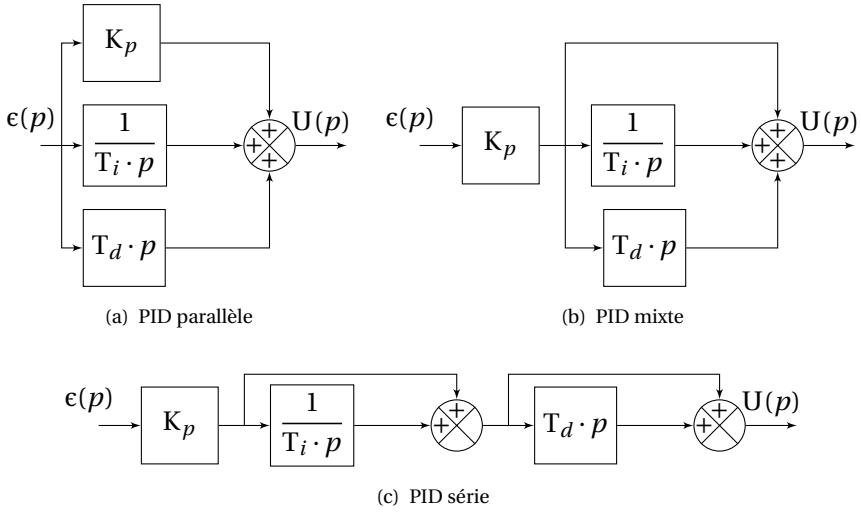 K_p
ϵ(p)
1
T_i · p
+
+
+
U(p)
T_d · p
(a) PID parallèle
ϵ(p)
K_p
1
T_i · p
+
+
+
U(p)
T_d · p
(b) PID mixte
ϵ(p)
K_p
1
T_i · p
+
+
T_d · p
+
+
U(p)
(c) PID série